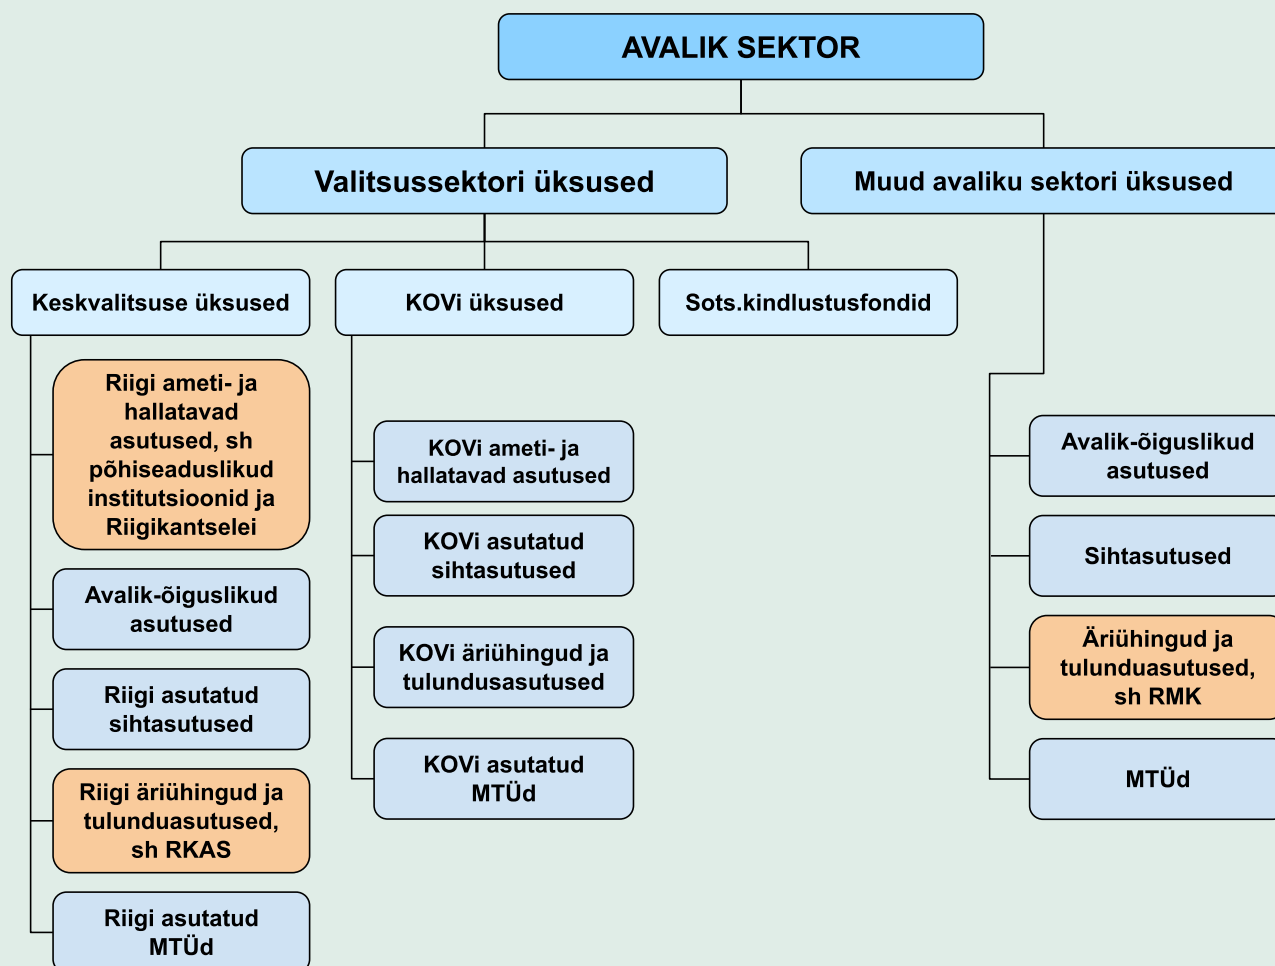 AVALIK SEKTOR
Valitsussektori üksused
Muud avaliku sektori üksused
Keskvalitsuse üksused
KOVi üksused
Sots.kindlustusfondid
Riigi ameti- ja
hallatavad
asutused, sh
põhiseaduslikud
institutsioonid ja
Riigikantselei
Avalik-õiguslikud
asutused
Riigi asutatud
sihtasutused
Riigi äriühingud ja
tulunduasutused,
sh RKAS
Riigi asutatud
MTÜd
KOVi ameti- ja
hallatavad asutused
KOVi asutatud
sihtasutused
KOVi äriühingud ja
tulundusasutused
KOVi asutatud
MTÜd
Avalik-õiguslikud
asutused
Sihtasutused
Äriühingud ja
tulunduasutused,
sh RMK
MTÜd